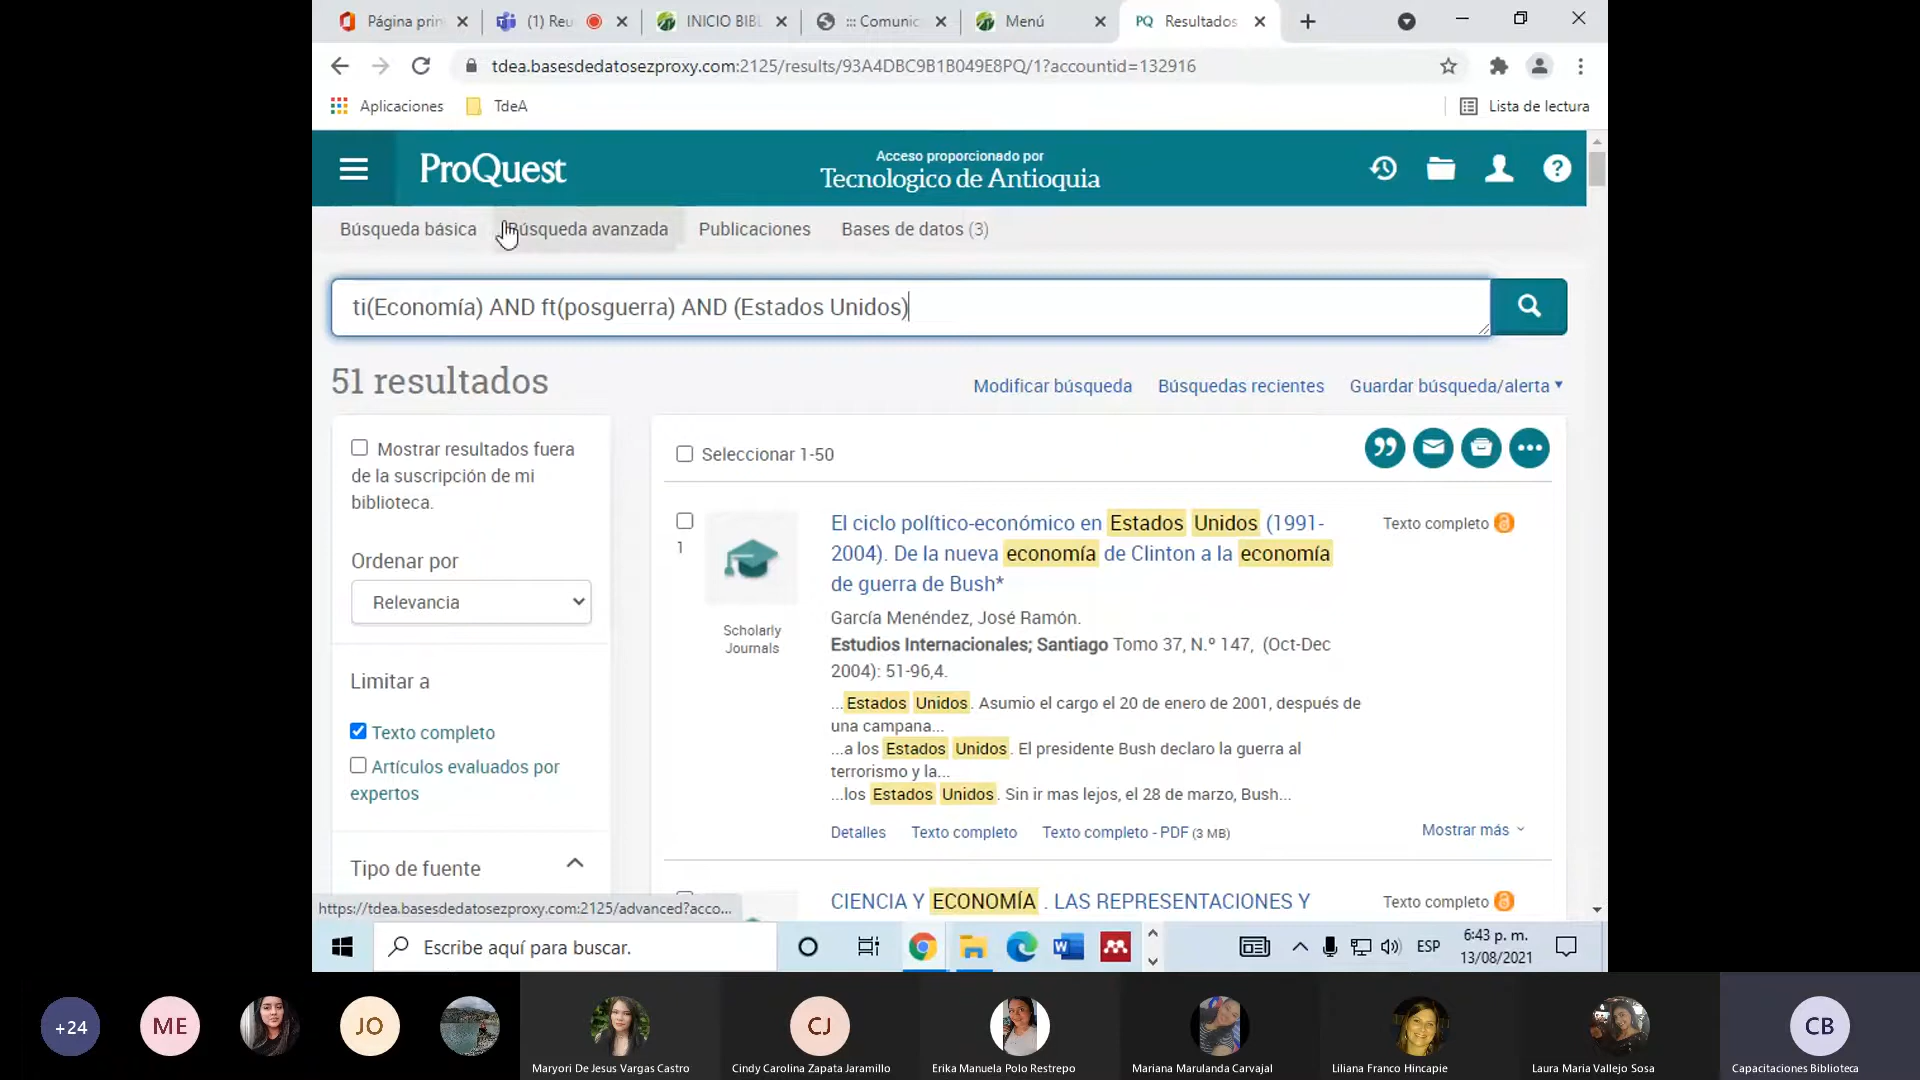 Página prin
(1) Reu
INICIO BIBL
::: Comunic
Menú
PQ Resultados
tdea.basesdedatosezproxy.com:2125/results/93A4DBC9B1B049E8PQ/1?accountid=132916
Aplicaciones
TdeA
Lista de lectura
ProQuest
Acceso proporcionado por
Tecnologico de Antioquia
Búsqueda básica
Búsqueda avanzada
Publicaciones
Bases de datos (3)
ti(Economía) AND ft(posguerra) AND (Estados Unidos)
51 resultados
Modificar búsqueda
Búsquedas recientes
Guardar búsqueda/alerta
Mostrar resultados fuera
de la suscripción de mi
biblioteca.
Ordenar por
Relevancia
Limitar a
Texto completo
Artículos evaluados por
expertos
Tipo de fuente
Seleccionar 1-50
1
Scholarly
Journals
El ciclo político-económico en Estados Unidos (1991-
2004). De la nueva economía de Clinton a la economía
de guerra de Bush*
Texto completo
García Menéndez, José Ramón.
Estudios Internacionales; Santiago Tomo 37, N.º 147, (Oct-Dec
2004): 51-96,4.
...Estados Unidos. Asumio el cargo el 20 de enero de 2001, después de
una campana...
...a los Estados Unidos. El presidente Bush declaro la guerra al
terrorismo y la...
...los Estados Unidos. Sin ir mas lejos, el 28 de marzo, Bush...
Detalles
Texto completo
Texto completo - PDF (3 MB)
Mostrar más
CIENCIA Y ECONOMÍA . LAS REPRESENTACIONES Y
Texto completo
https://tdea.basesdedatosezproxy.com:2125/advanced?acco...
Escribe aquí para buscar.
ESP
6:43 p. m.
13/08/2021
+24
ME
JO
CJ
CB
Maryori De Jesus Vargas Castro
Cindy Carolina Zapata Jaramillo
Erika Manuela Polo Restrepo
Mariana Marulanda Carvajal
Liliana Franco Hincapie
Laura Maria Vallejo Sosa
Capacitaciones Biblioteca